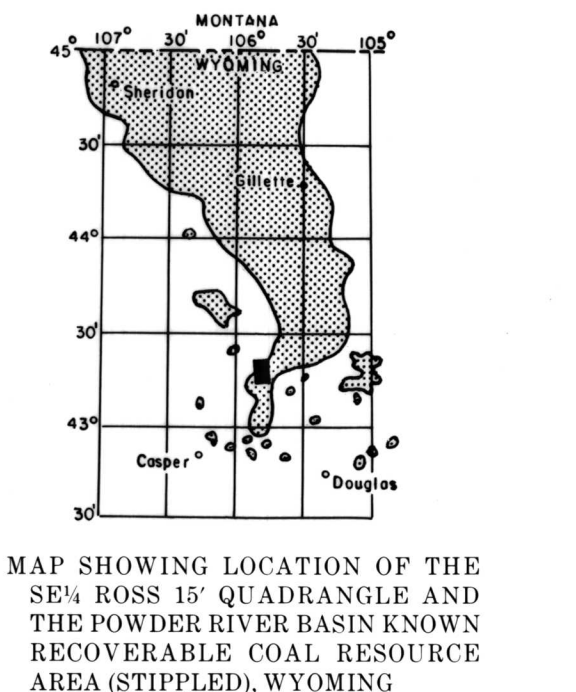 MONTANA
107° 30' 106° 30' 105°
45°
WYOMING
Sheridan
30'
Gillette
44°
30'
43°
Casper
Douglas
30'
MAP SHOWING LOCATION OF THE
SE¼ ROSS 15′ QUADRANGLE AND
THE POWDER RIVER BASIN KNOWN
RECOVERABLE COAL RESOURCE
AREA (STIPPLED), WYOMING